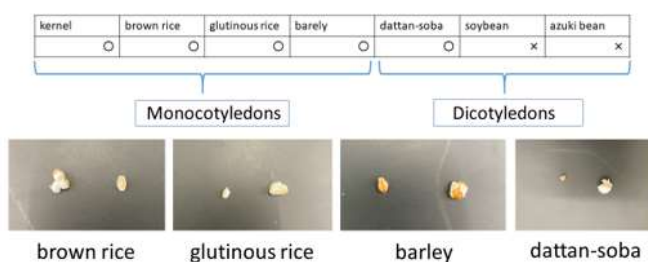 kernel brown rice glutinous rice barely dattan-soba soybean azuki bean
○ ○ ○ ○ ○ × ×
Monocotyledons Dicotyledons
brown rice glutinous rice barley dattan-soba